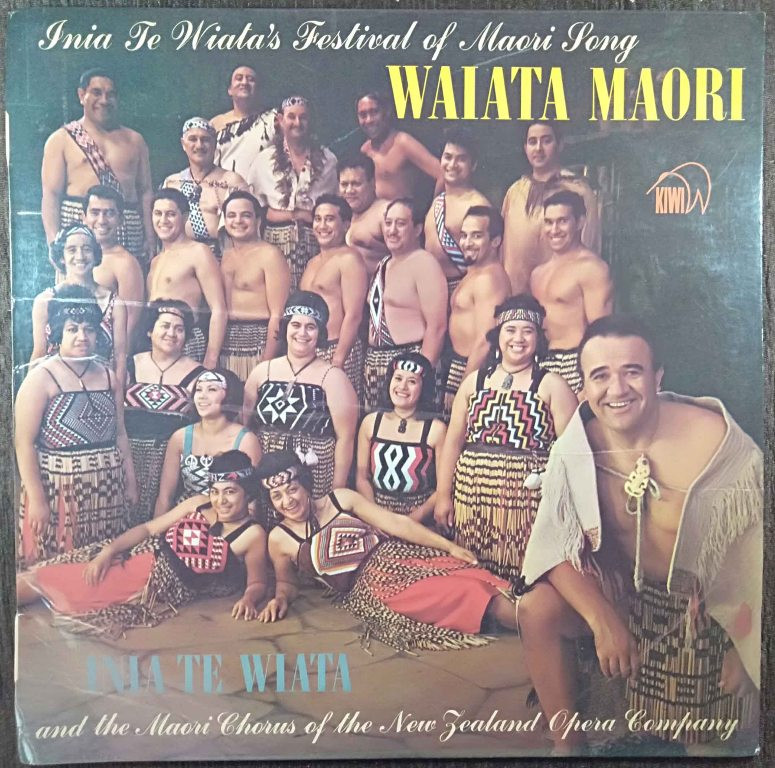 Inia Te Wiata's Festival of Maori Song
WAIATA MAORI
KIWI
NZ
INIA TE WIATA
and the Maori Chorus of the New Zealand Opera Company